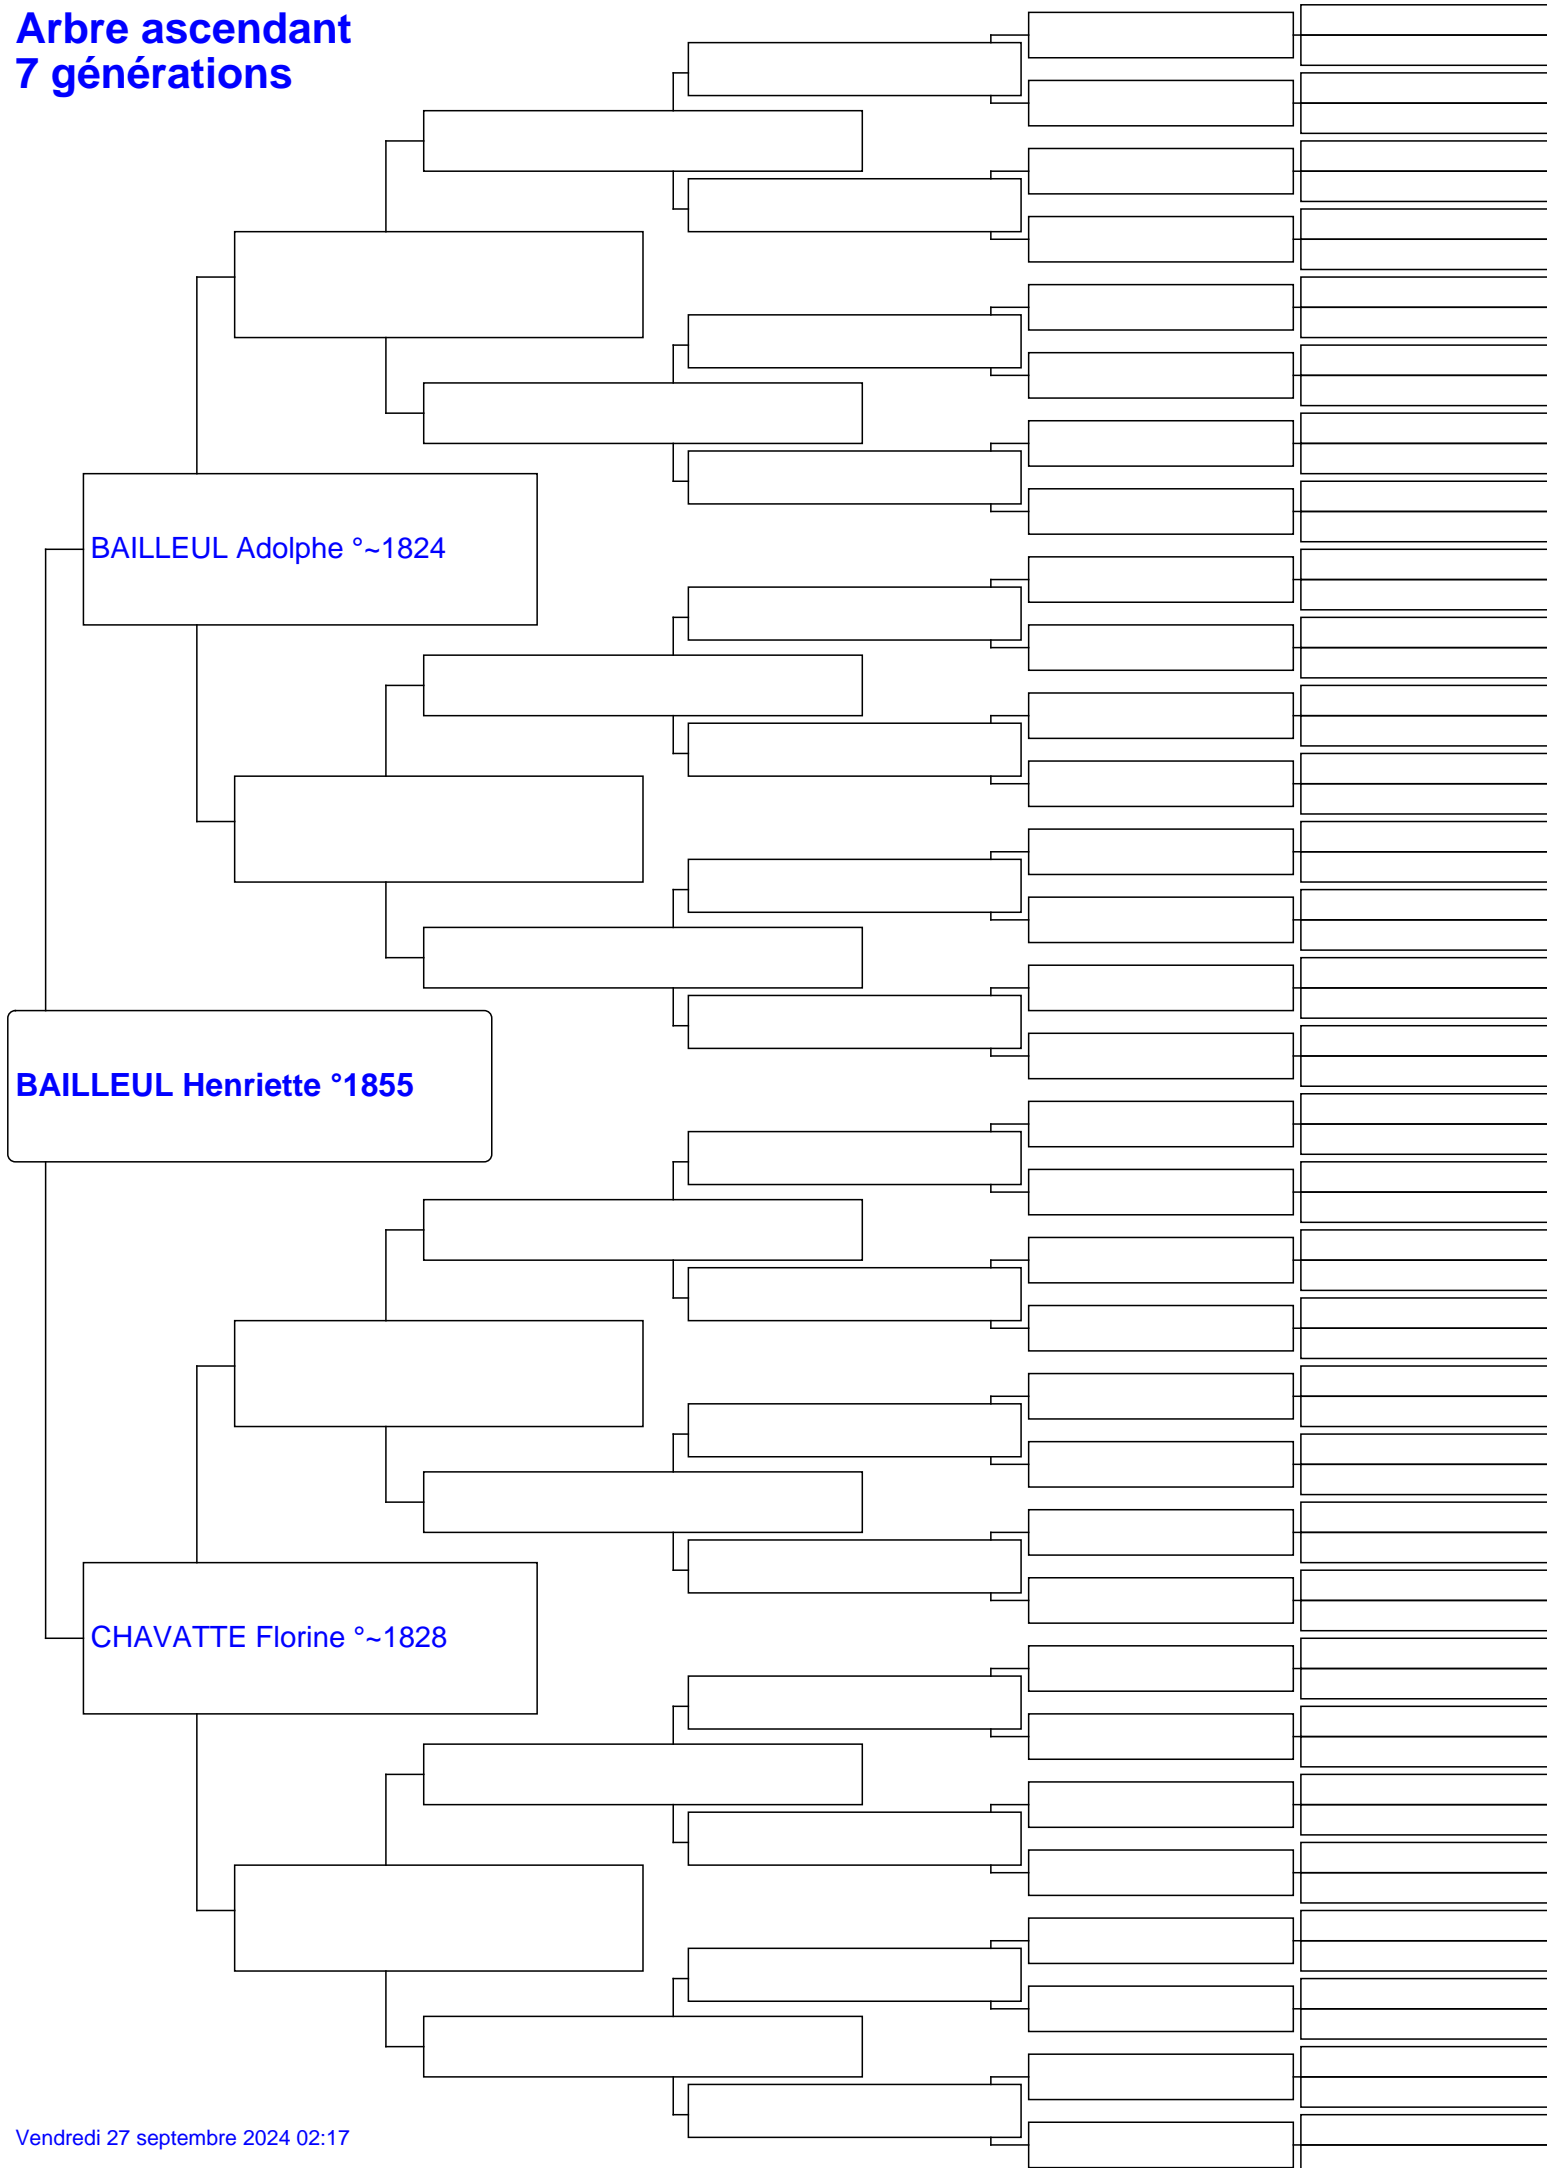 Arbre ascendant
7 générations
BAILLEUL Adolphe °~1824
BAILLEUL Henriette °1855
CHAVATTE Florine °~1828
Vendredi 27 septembre 2024 02:17